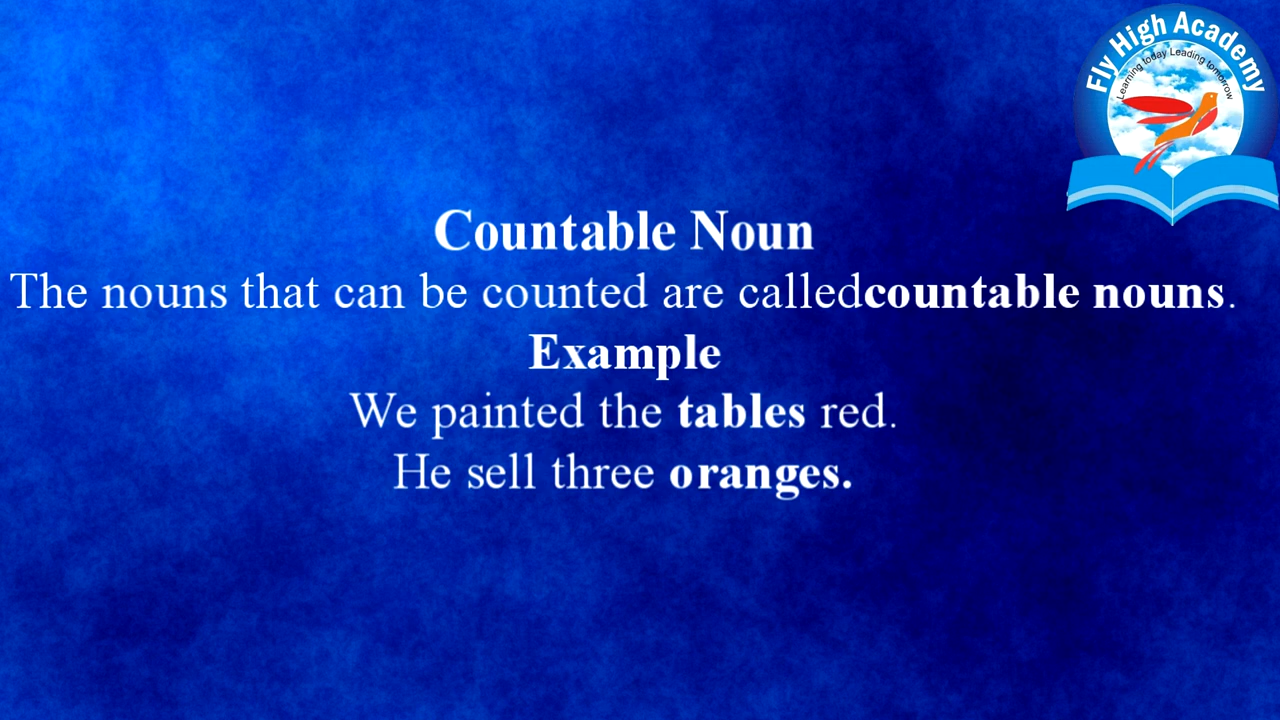 Fly High Academy
Learning today Leading tomorrow
Countable Noun
The nouns that can be counted are calledcountable nouns.
Example
We painted the tables red.
He sell three oranges.